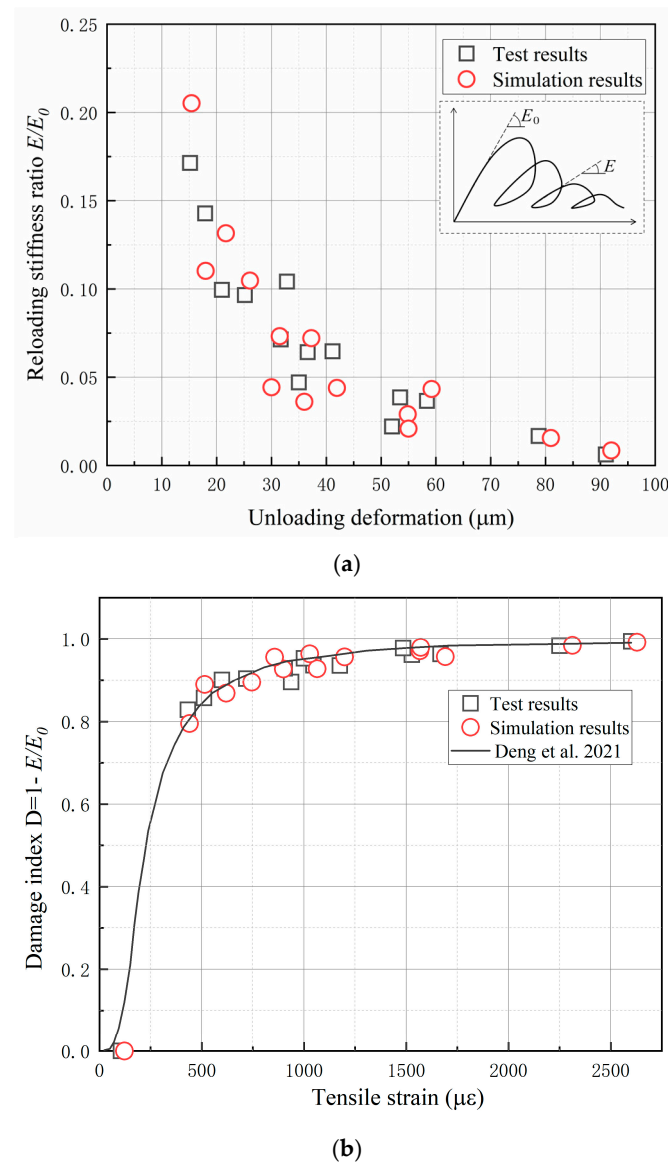 0.25
0.20
0.15
0.10
0.05
0.00
Reloading stiffness ratio E/E0
Test results
Simulation results
E0
E
0 10 20 30 40 50 60 70 80 90 100
Unloading deformation (μm)
(a)
1.0
0.8
0.6
0.4
0.2
0.0
Damage index D=1- E/E0
Test results
Simulation results
Deng et al. 2021
500 1000 1500 2000 2500
Tensile strain (με)
(b)